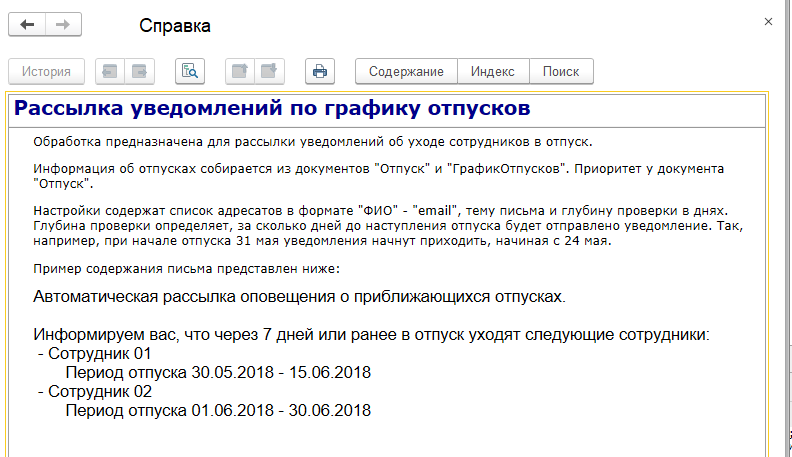 Справка
История
Содержание Индекс Поиск
Рассылка уведомлений по графику отпусков
Обработка предназначена для рассылки уведомлений об уходе сотрудников в отпуск.
Информация об отпусках собирается из документов "Отпуск" и "ГрафикОтпусков". Приоритет у документа
"Отпуск".
Настройки содержат список адресатов в формате "ФИО" - "email", тему письма и глубину проверки в днях.
Глубина проверки определяет, за сколько дней до наступления отпуска будет отправлено уведомление. Так,
например, при начале отпуска 31 мая уведомления начнут приходить, начиная с 24 мая.
Пример содержания письма представлен ниже:
Автоматическая рассылка оповещения о приближающихся отпусках.
Информируем вас, что через 7 дней или ранее в отпуск уходят следующие сотрудники:
- Сотрудник 01
Период отпуска 30.05.2018 - 15.06.2018
- Сотрудник 02
Период отпуска 01.06.2018 - 30.06.2018